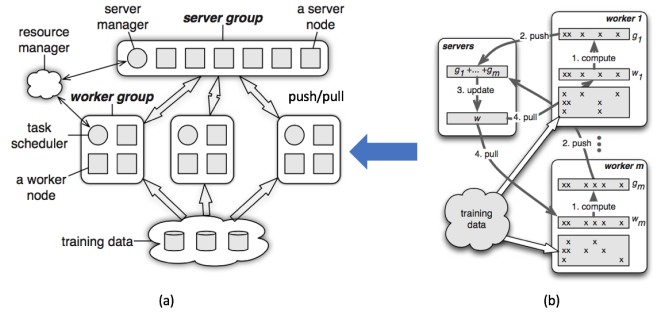 server
manager
server group
a server
node
resource
manager
worker group
push/pull
task
scheduler
a worker
node
training data
(a)
servers
g1 +... +gm
3. update
w
4. pull
4. pull
2. push
worker 1
xx x x x g1
1. compute
xx x x x w1
x x
xx
x x
x x
2. push
worker m
xx x x x x gm
1. compute
xx x x x wm
x
xx x
x x
x x
training
data
(b)